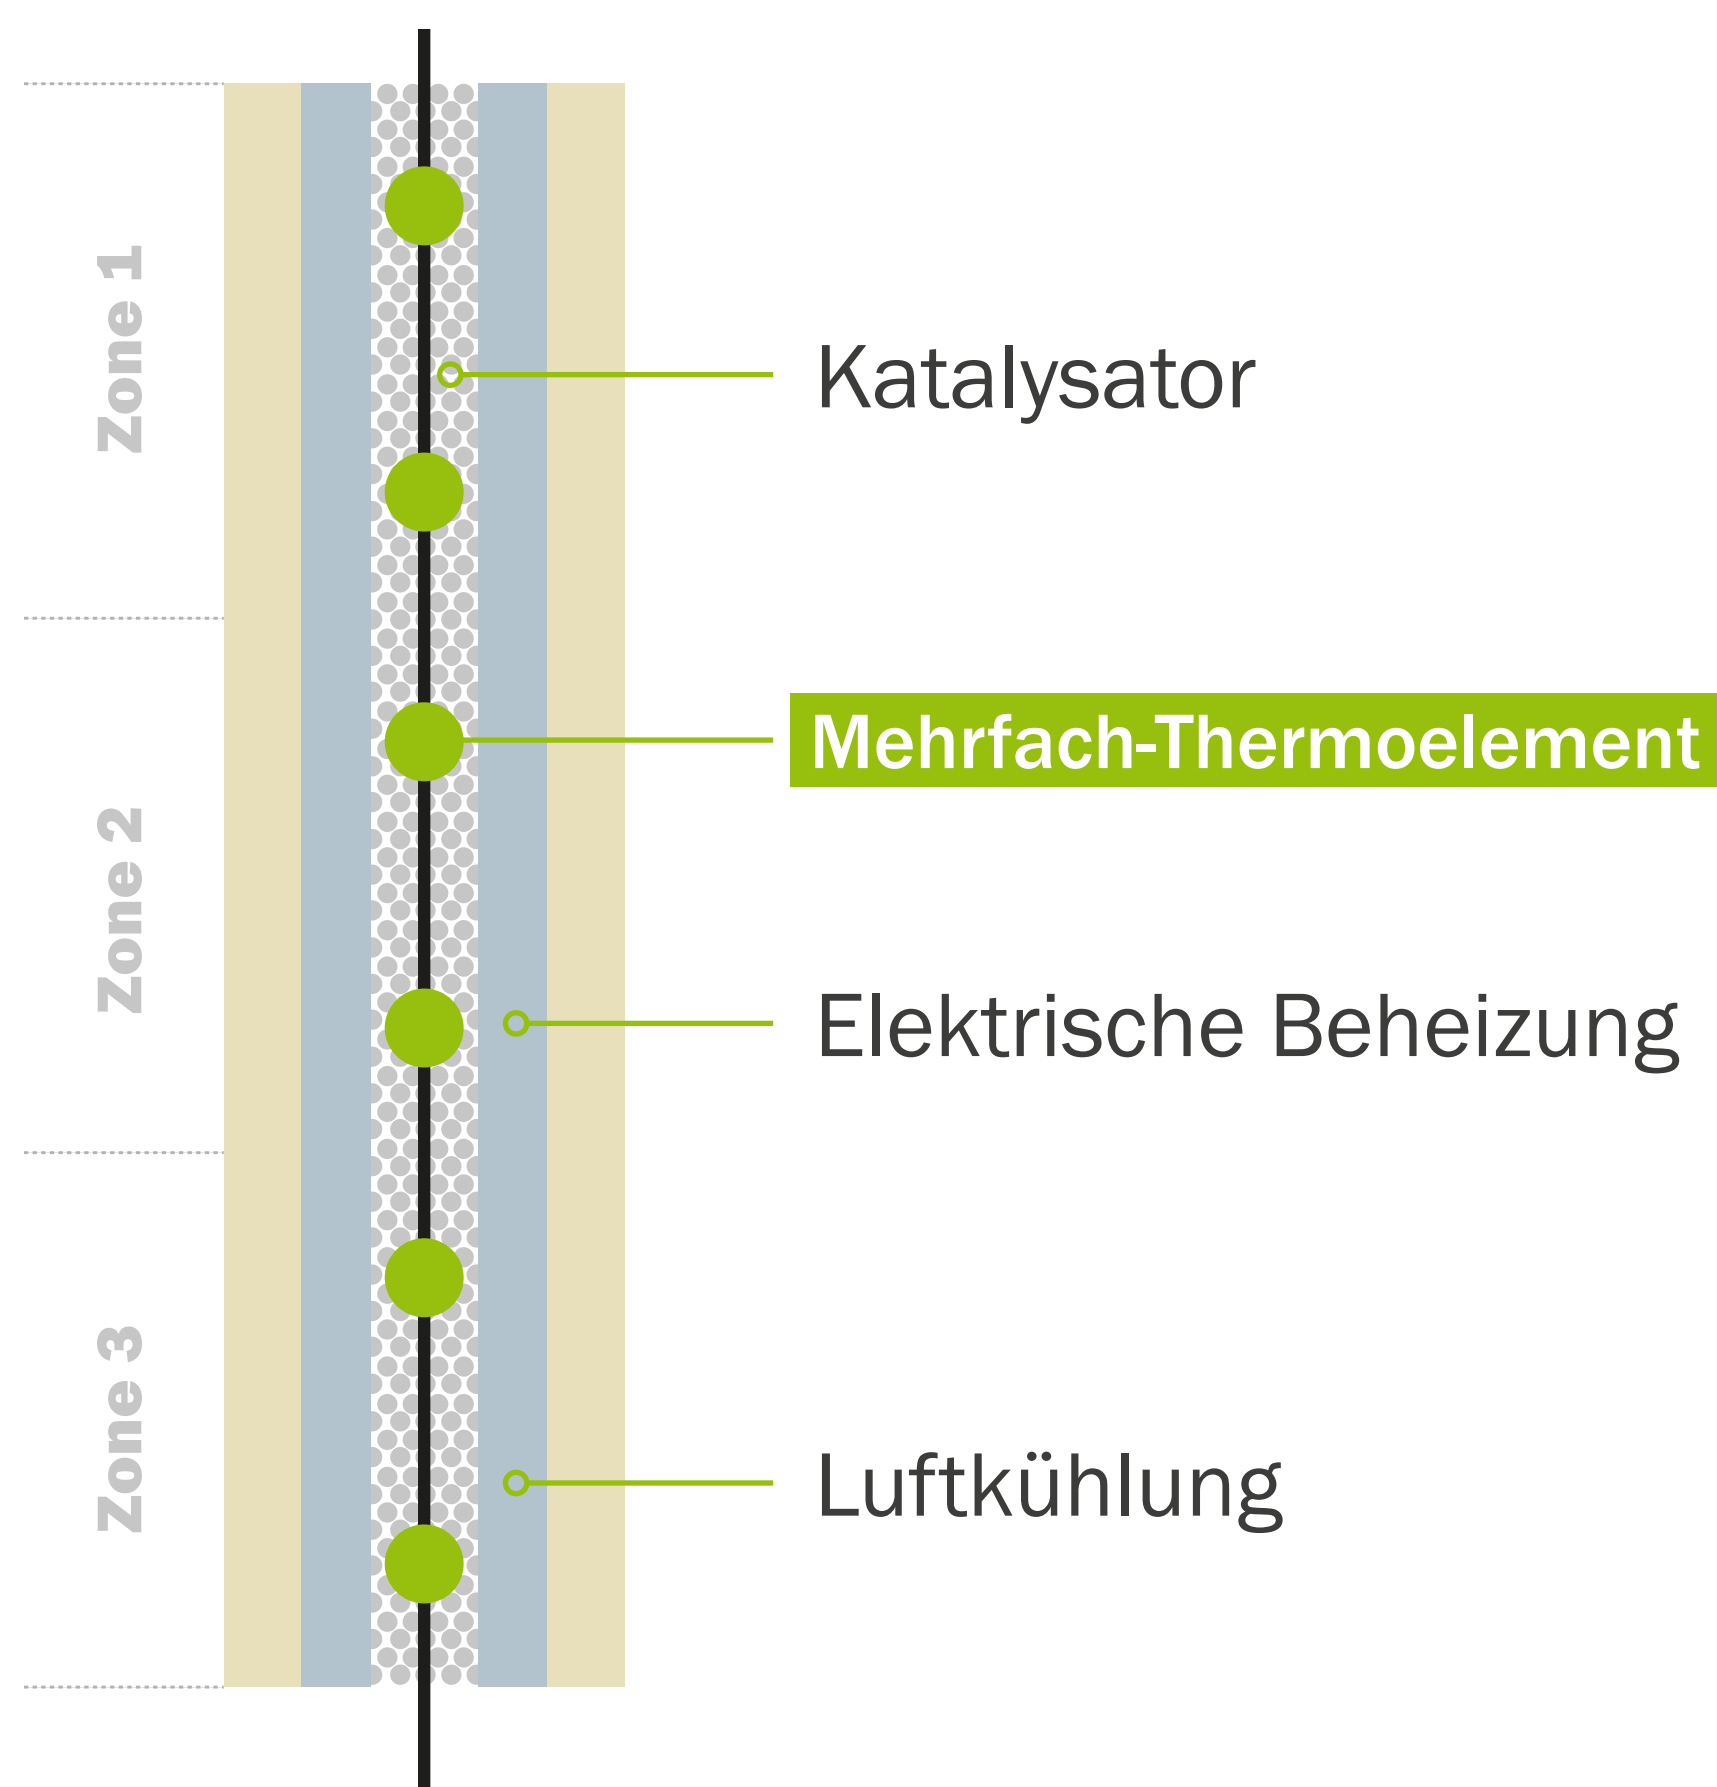 Zone 1
Katalysator
Mehrfach-Thermoelement
Zone 2
Elektrische Beheizung
Zone 3
Luftkühlung